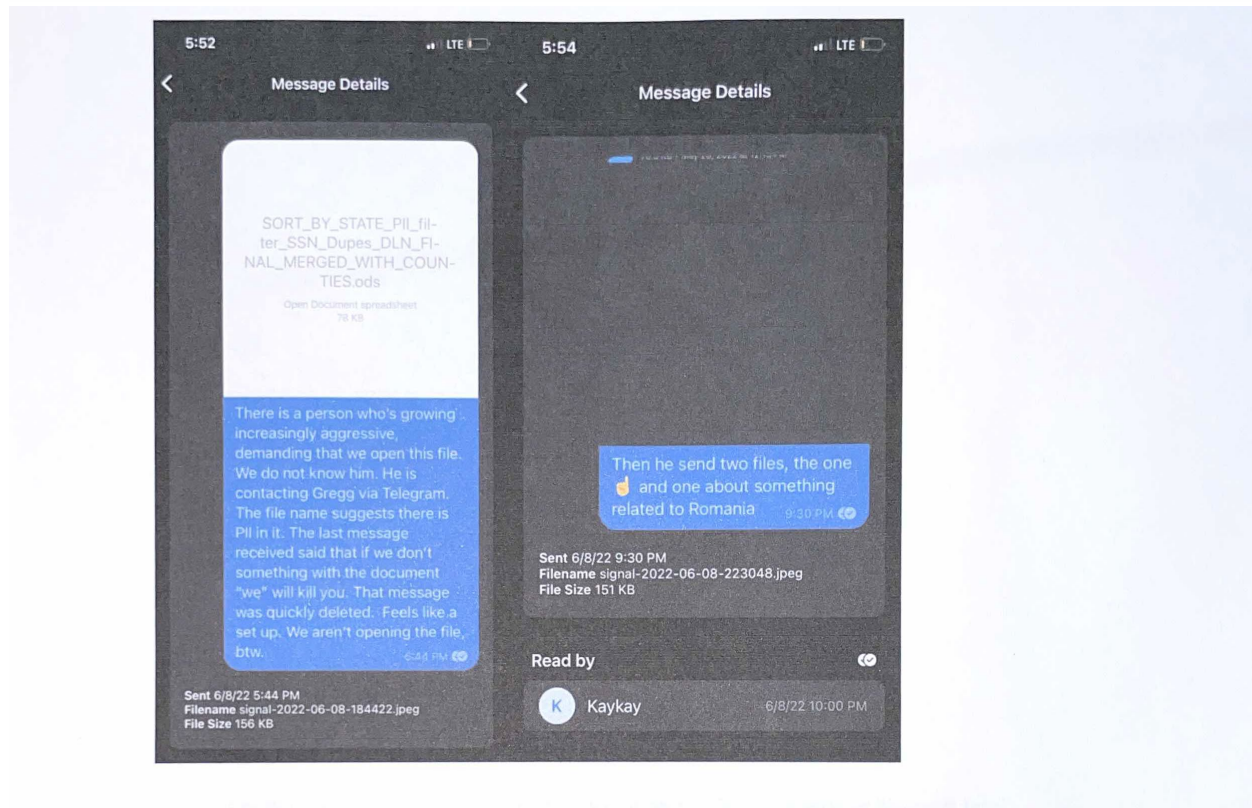 5:52
LTE
Message Details
SORT_BY_STATE_PII_fil-
ter_SSN_Dupes_DLN_FI-
NAL_MERGED_WITH_COUN-
TIES.ods
Open Document spreadsheet
78 KB
There is a person who's growing
increasingly aggressive,
demanding that we open this file.
We do not know him. He is
contacting Gregg via Telegram.
The file name suggests there is
PII in it. The last message
received said that if we don't
something with the document
"we" will kill you. That message
was quickly deleted. Feels like a
set up. We aren't opening the file,
btw.
6:44 PM
Sent 6/8/22 5:44 PM
Filename signal-2022-06-08-184422.jpeg
File Size 156 KB
5:54
LTE
Message Details
Then he send two files, the one
☝ and one about something
related to Romania
9:30 PM
Sent 6/8/22 9:30 PM
Filename signal-2022-06-08-223048.jpeg
File Size 151 KB
Read by
K
Kaykay
6/8/22 10:00 PM